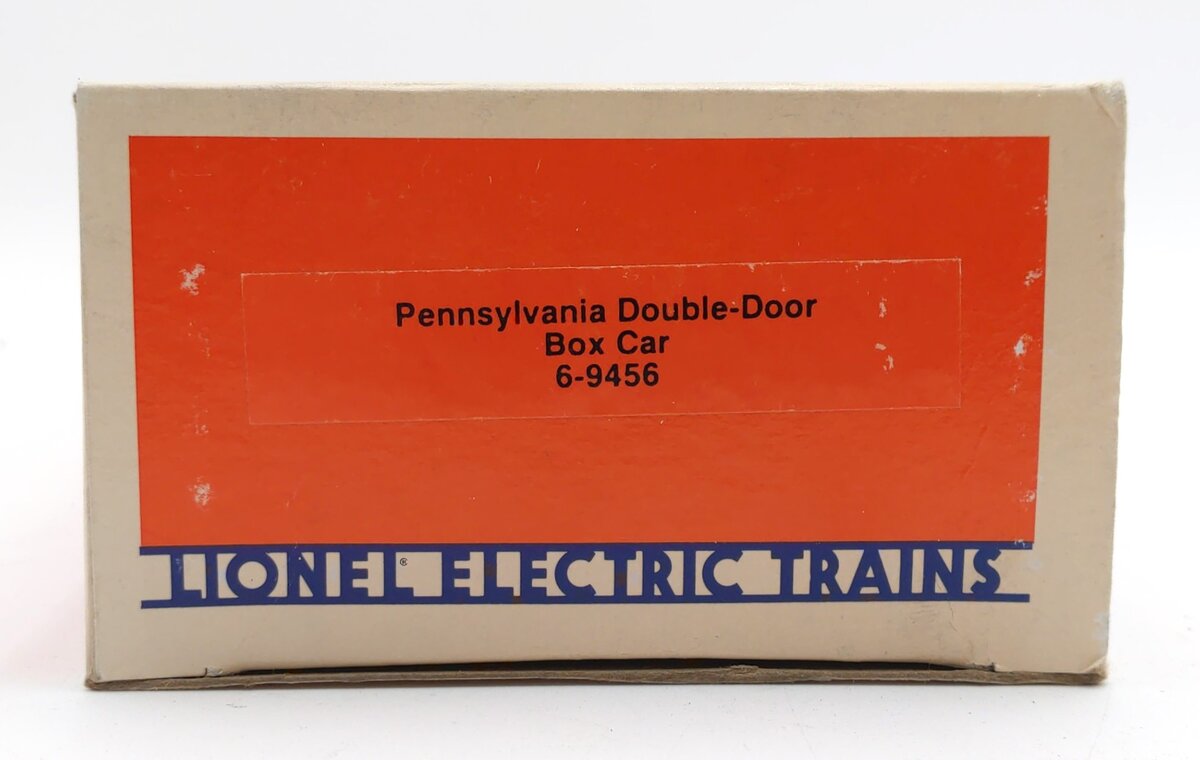 Pennsylvania Double-Door
Box Car
6-9456
LIONEL® ELECTRIC TRAINS